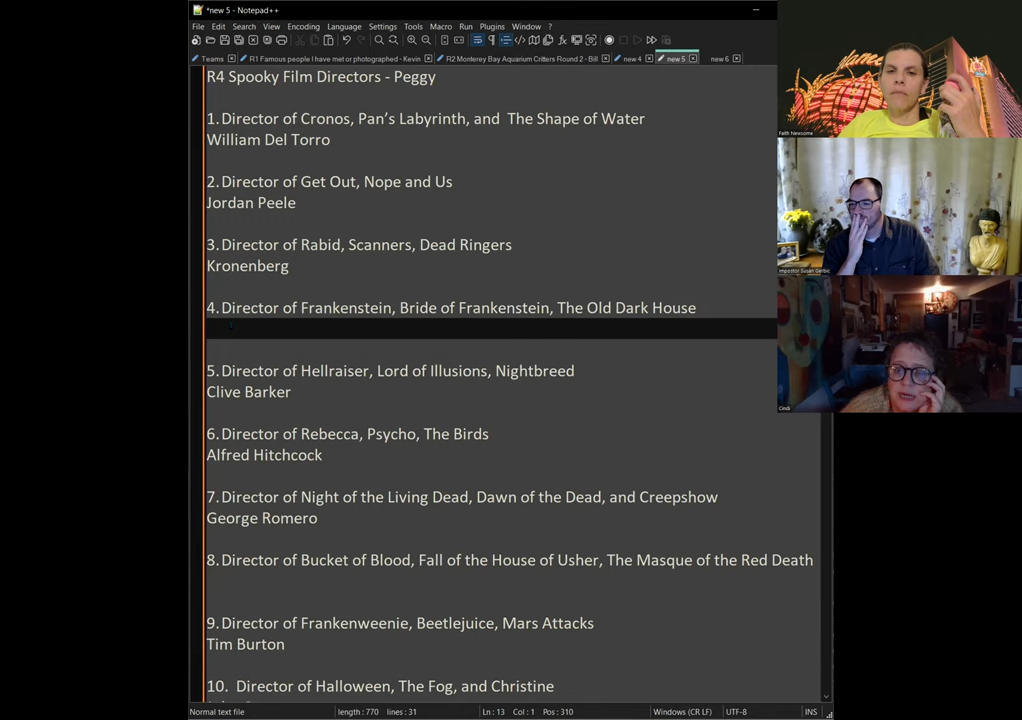 *new 5 - Notepad++
File Edit Search View Encoding Language Settings Tools Macro Run Plugins Window ?
Teams R1 Famous people I have met or photographed - Kevin R2 Monterey Bay Aquarium Critters Round 2 - Bill new 4 new 5 new 6
R4 Spooky Film Directors - Peggy
1. Director of Cronos, Pan's Labyrinth, and The Shape of Water
William Del Torro
2. Director of Get Out, Nope and Us
Jordan Peele
3. Director of Rabid, Scanners, Dead Ringers
Kronenberg
4. Director of Frankenstein, Bride of Frankenstein, The Old Dark House
5. Director of Hellraiser, Lord of Illusions, Nightbreed
Clive Barker
6. Director of Rebecca, Psycho, The Birds
Alfred Hitchcock
7. Director of Night of the Living Dead, Dawn of the Dead, and Creepshow
George Romero
8. Director of Bucket of Blood, Fall of the House of Usher, The Masque of the Red Death
9. Director of Frankenweenie, Beetlejuice, Mars Attacks
Tim Burton
10. Director of Halloween, The Fog, and Christine
Normal text file length : 770 lines : 31 Ln : 13 Col : 1 Pos : 310 Windows (CR LF) UTF-8 INS
Faith Newsome
Impostor Susan Gerbic
Cindi